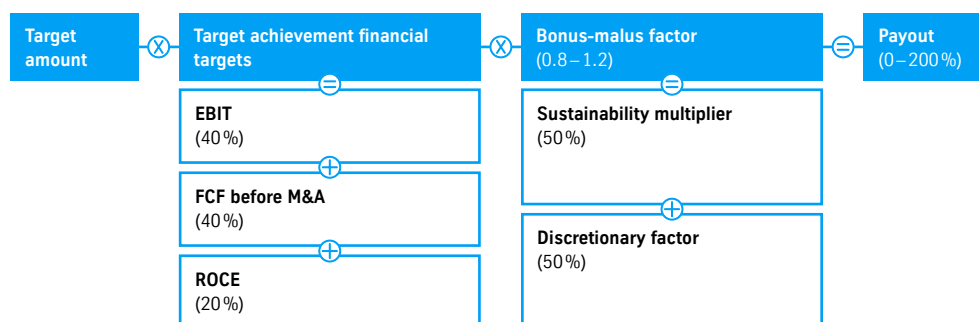 Target
amount
Target achievement financial
targets
Bonus-malus factor
(0.8–1.2)
Payout
(0–200%)
EBIT
(40%)
FCF before M&A
(40%)
ROCE
(20%)
Sustainability multiplier
(50%)
Discretionary factor
(50%)